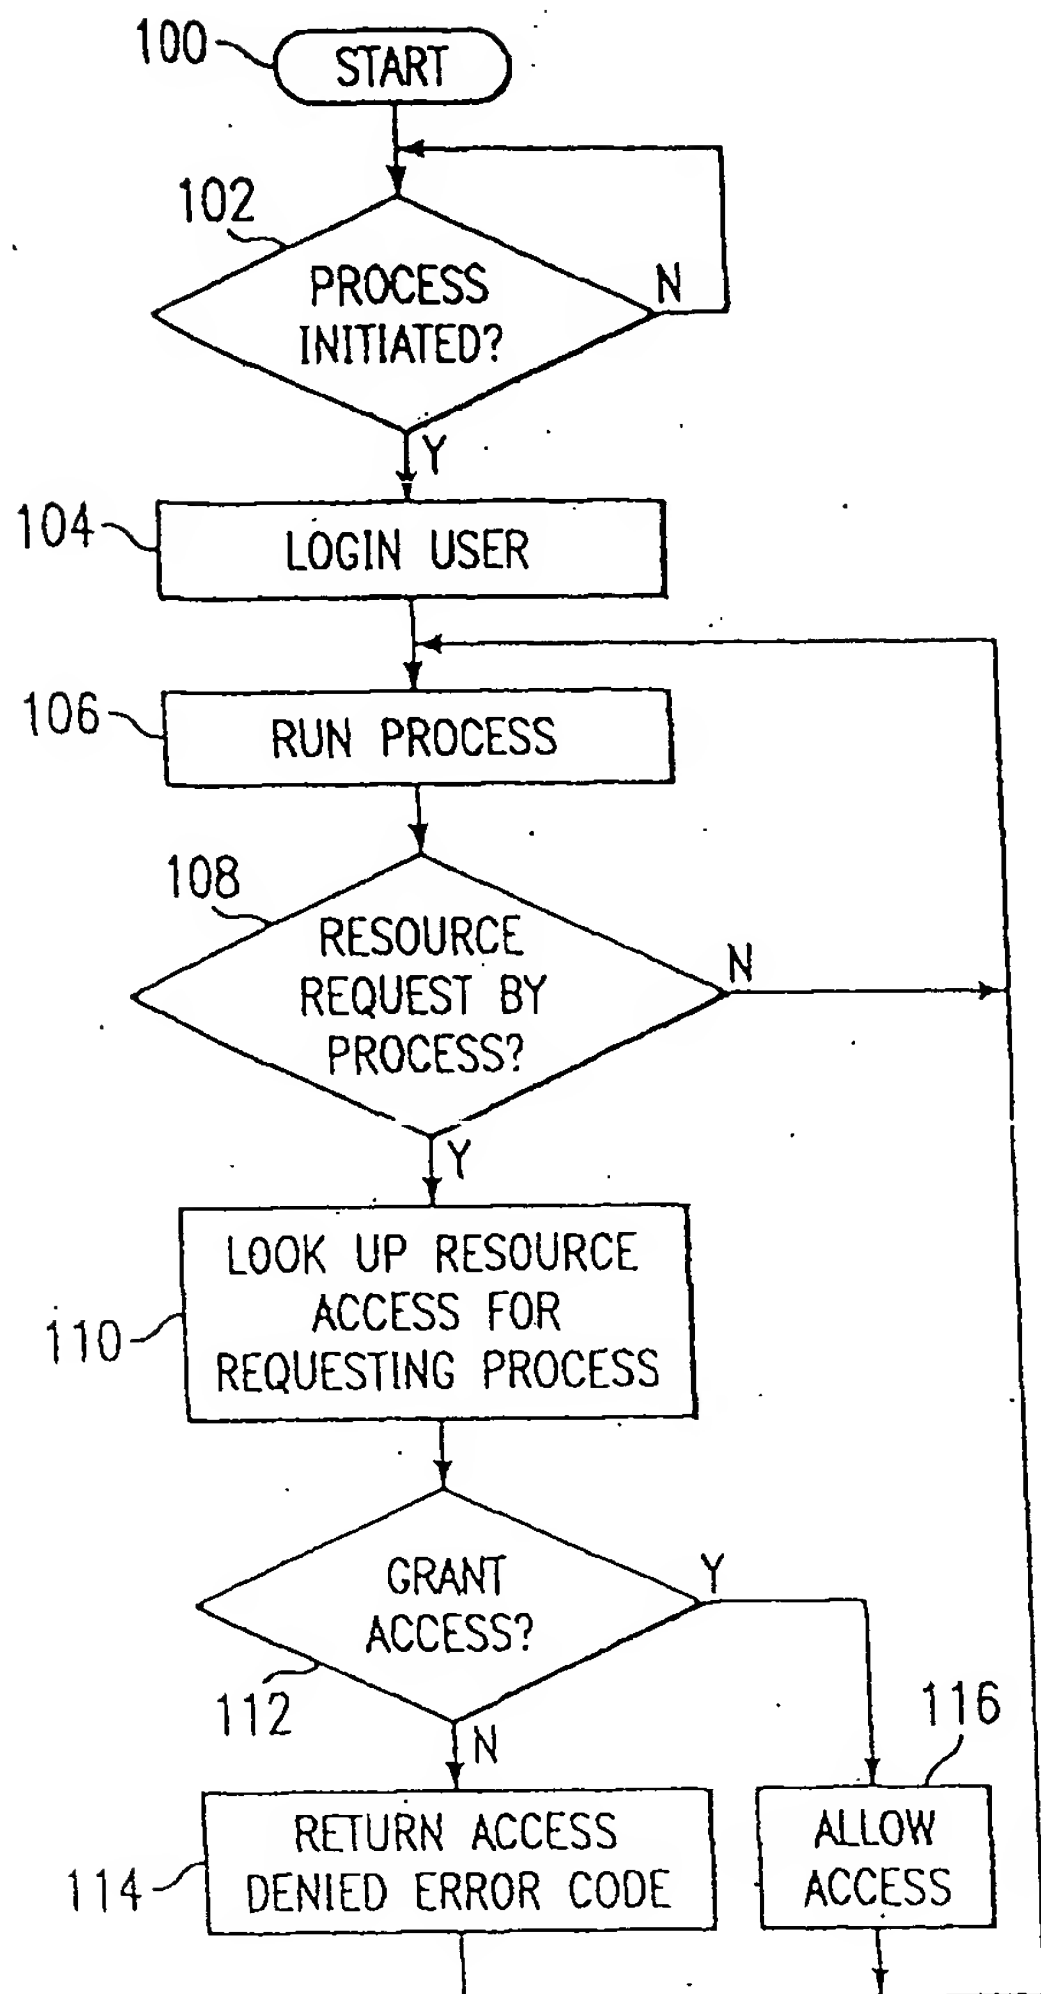 100
START
102
PROCESS
INITIATED?
N
Y
104
LOGIN USER
106
RUN PROCESS
108
RESOURCE
REQUEST BY
PROCESS?
N
Y
LOOK UP RESOURCE
ACCESS FOR
REQUESTING PROCESS
110
GRANT
ACCESS?
Y
112
N
116
RETURN ACCESS
DENIED ERROR CODE
114
ALLOW
ACCESS